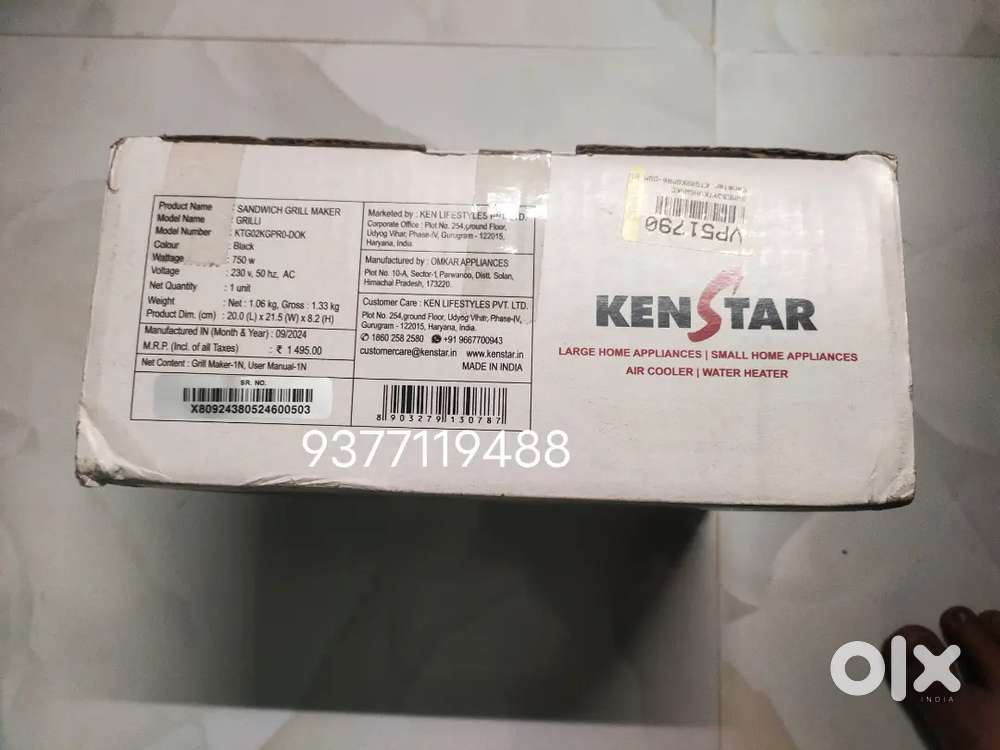 Product Name : SANDWICH GRILL MAKER
Model Name : GRILLI
Model Number : KTG02KGPR0-DOK
Colour : Black
Wattage : 750 w
Voltage : 230 v, 50 hz, AC
Net Quantity : 1 unit
Weight : Net : 1.06 kg, Gross : 1.33 kg
Product Dim. (cm) : 20.0 (L) x 21.5 (W) x 8.2 (H)
Manufactured IN (Month & Year) : 09/2024
M.R.P. (Incl. of all Taxes) : ₹ 1 495.00
Net Content : Grill Maker-1N, User Manual-1N
SR. NO.
X80924380524600503
Marketed by : KEN LIFESTYLES PVT. LTD.
Corporate Office : Plot No. 254,ground Floor,
Udyog Vihar, Phase-IV, Gurugram - 122015,
Haryana, India.
Manufactured by : OMKAR APPLIANCES
Plot No. 10-A, Sector-1, Parwanoo, Distt. Solan,
Himachal Pradesh, 173220.
Customer Care : KEN LIFESTYLES PVT. LTD.
Plot No. 254,ground Floor, Udyog Vihar, Phase-IV,
Gurugram - 122015, Haryana, India.
1860 258 2580 +91 9667700943
customercare@kenstar.in www.kenstar.in
MADE IN INDIA
8 903279 130787
VP51790
KENSTAR
LARGE HOME APPLIANCES | SMALL HOME APPLIANCES
AIR COOLER | WATER HEATER
9377119488
olx
INDIA